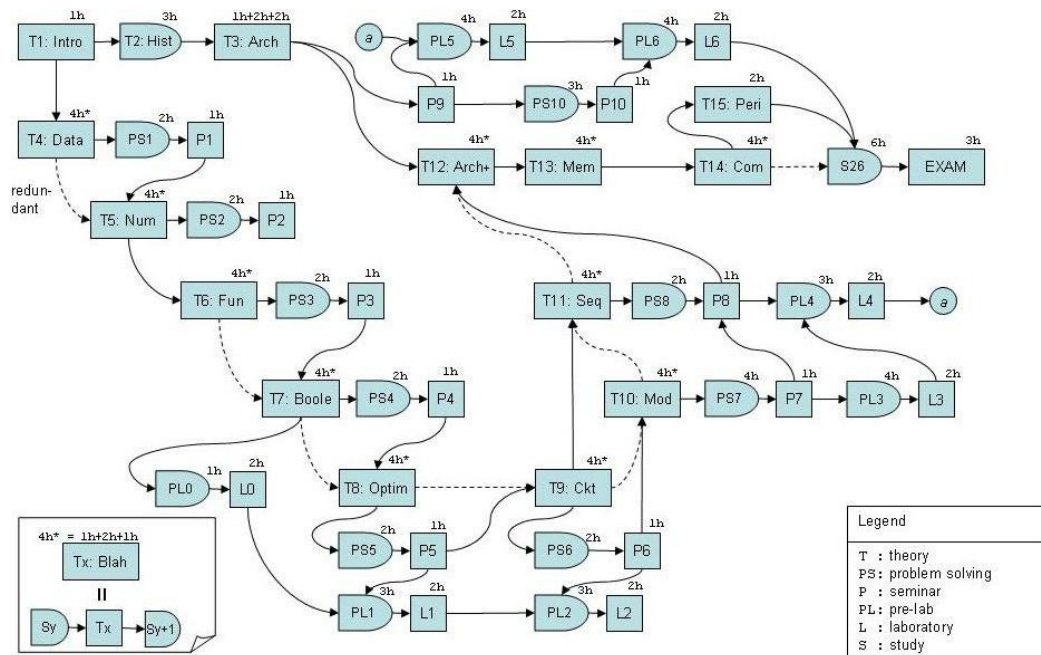 1h
T1: Intro
3h
T2: Hist
1h+2h+2h
T3: Arch
a
4h
PL5
2h
L5
4h
PL6
2h
L6
1h
P9
3h
PS10
1h
P10
2h
T15: Peri
4h*
T4: Data
2h
PS1
1h
P1
4h*
T12: Arch+
4h*
T13: Mem
4h*
T14: Com
6h
S26
3h
EXAM
redun-
dant
4h*
T5: Num
2h
PS2
1h
P2
4h*
T6: Fun
2h
PS3
1h
P3
4h*
T11: Seq
2h
PS8
1h
P8
3h
PL4
2h
L4
a
4h*
T7: Boole
2h
PS4
1h
P4
4h*
T10: Mod
4h
PS7
1h
P7
4h
PL3
2h
L3
1h
PL0
2h
L0
4h*
T8: Optim
4h*
T9: Ckt
2h
PS5
1h
P5
2h
PS6
1h
P6
3h
PL1
2h
L1
3h
PL2
2h
L2
4h* = 1h+2h+1h
Tx: Blah
Sy
Tx
Sy+1
Legend
T : theory
PS: problem solving
P : seminar
PL: pre-lab
L : laboratory
S : study